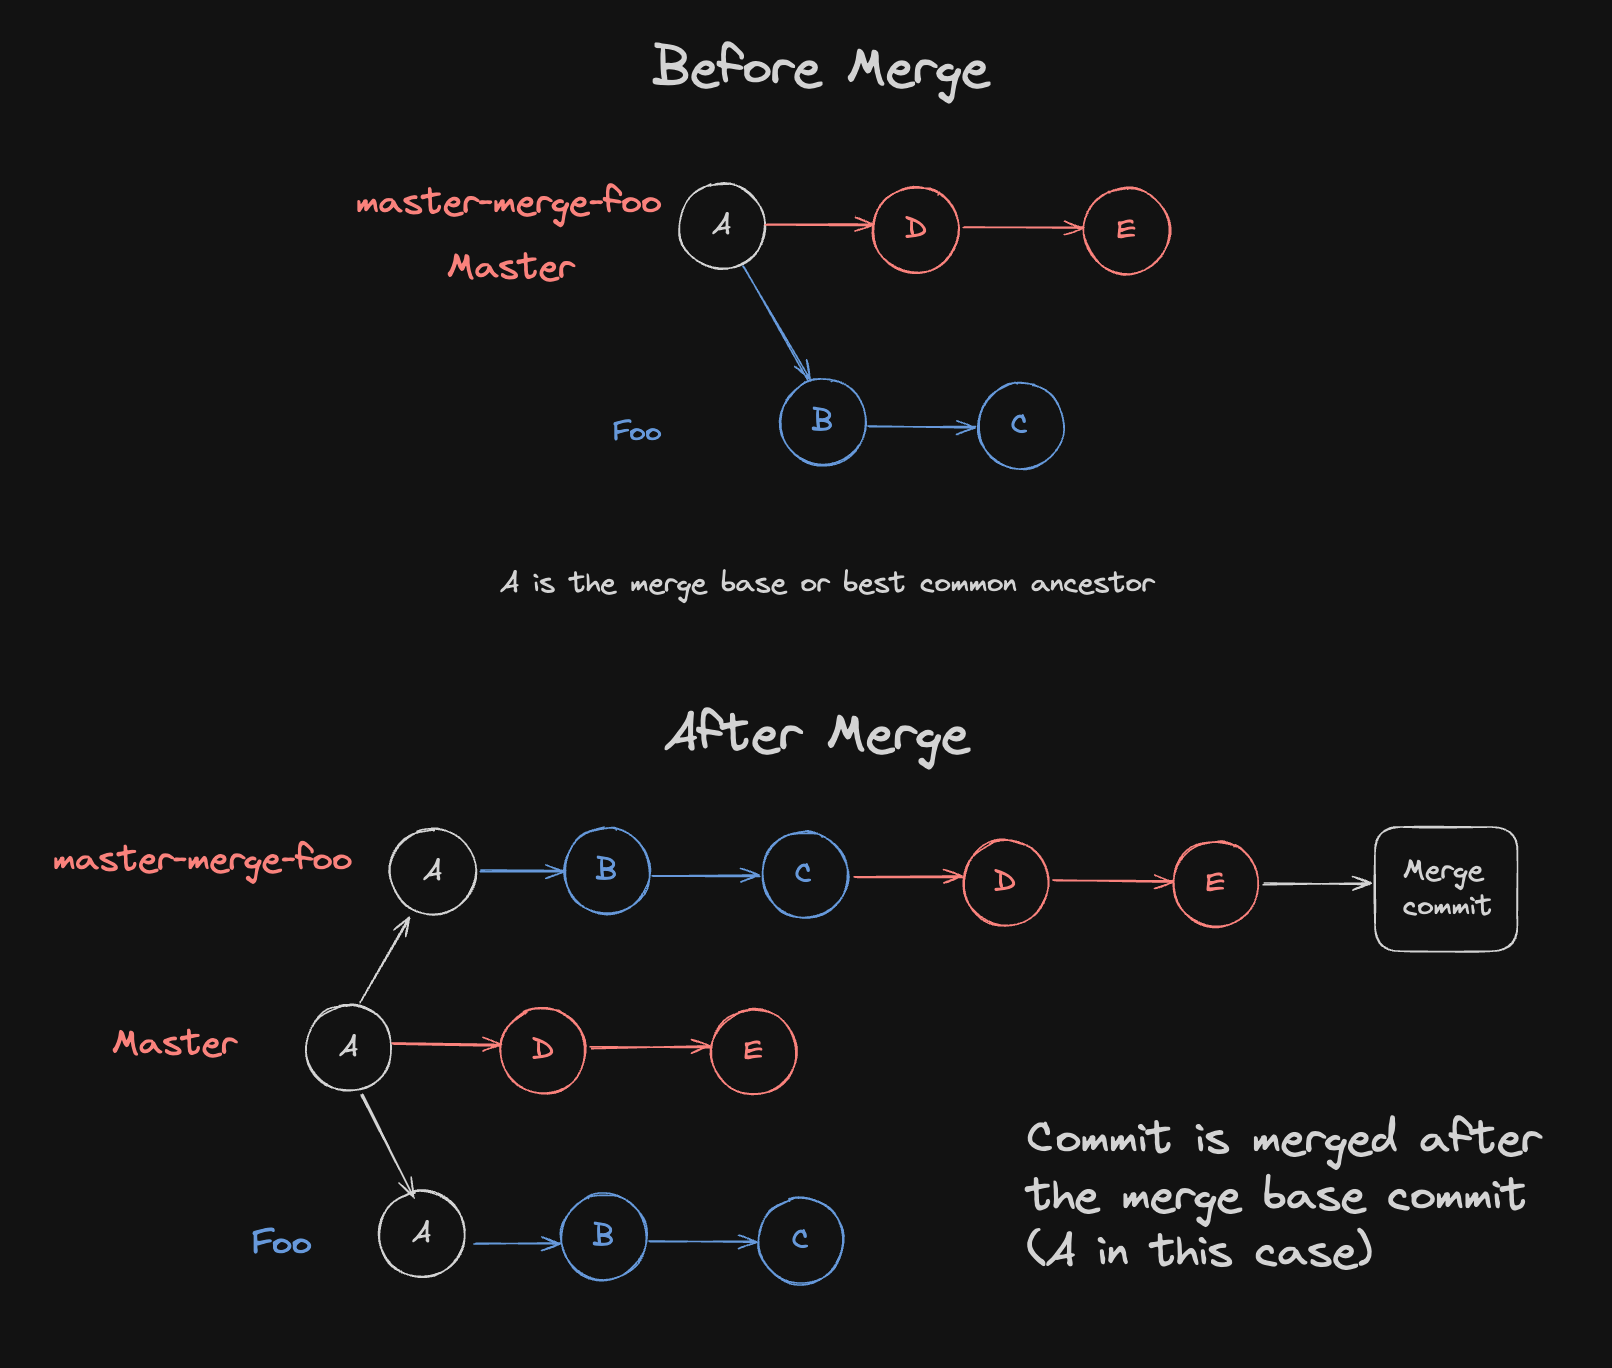 Before Merge
master-merge-foo
A
D
E
Master
Foo
B
C
A is the merge base or best common ancestor
After Merge
master-merge-foo
A
B
C
D
E
Merge
commit
Master
A
D
E
Foo
A
B
C
Commit is merged after
the merge base commit
(A in this case)